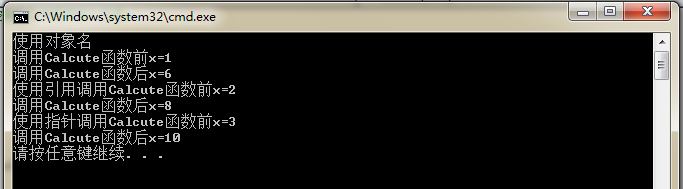 C:\Windows\system32\cmd.exe
使用对象名
调用Calcute函数前x=1
调用Calcute函数后x=6
使用引用调用Calcute函数前x=2
调用Calcute函数后x=8
使用指针调用Calcute函数前x=3
调用Calcute函数后x=10
请按任意键继续. . .